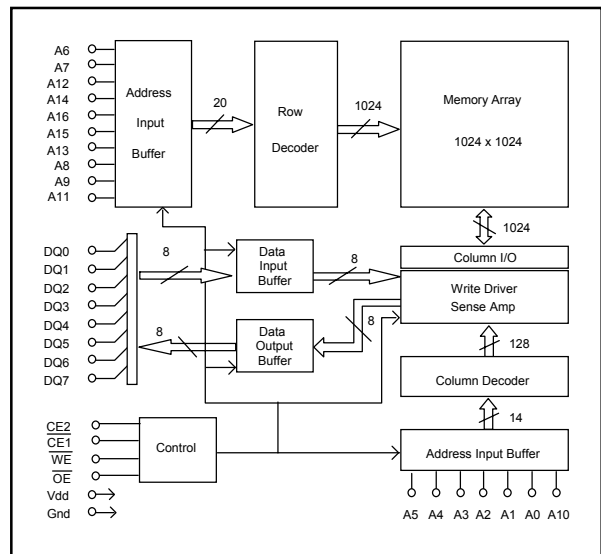 A6
A7
A12
A14
A16
A15
A13
A8
A9
A11
Address
Input
Buffer
20
Row
Decoder
1024
Memory Array
1024 x 1024
1024
DQ0
DQ1
DQ2
DQ3
DQ4
DQ5
DQ6
DQ7
8
Data
Input
Buffer
8
Column I/O
Write Driver
Sense Amp
8
Data
Output
Buffer
8
128
Column Decoder
14
Address Input Buffer
CE2
CE1
WE
OE
Vdd
Gnd
Control
A5 A4 A3 A2 A1 A0 A10